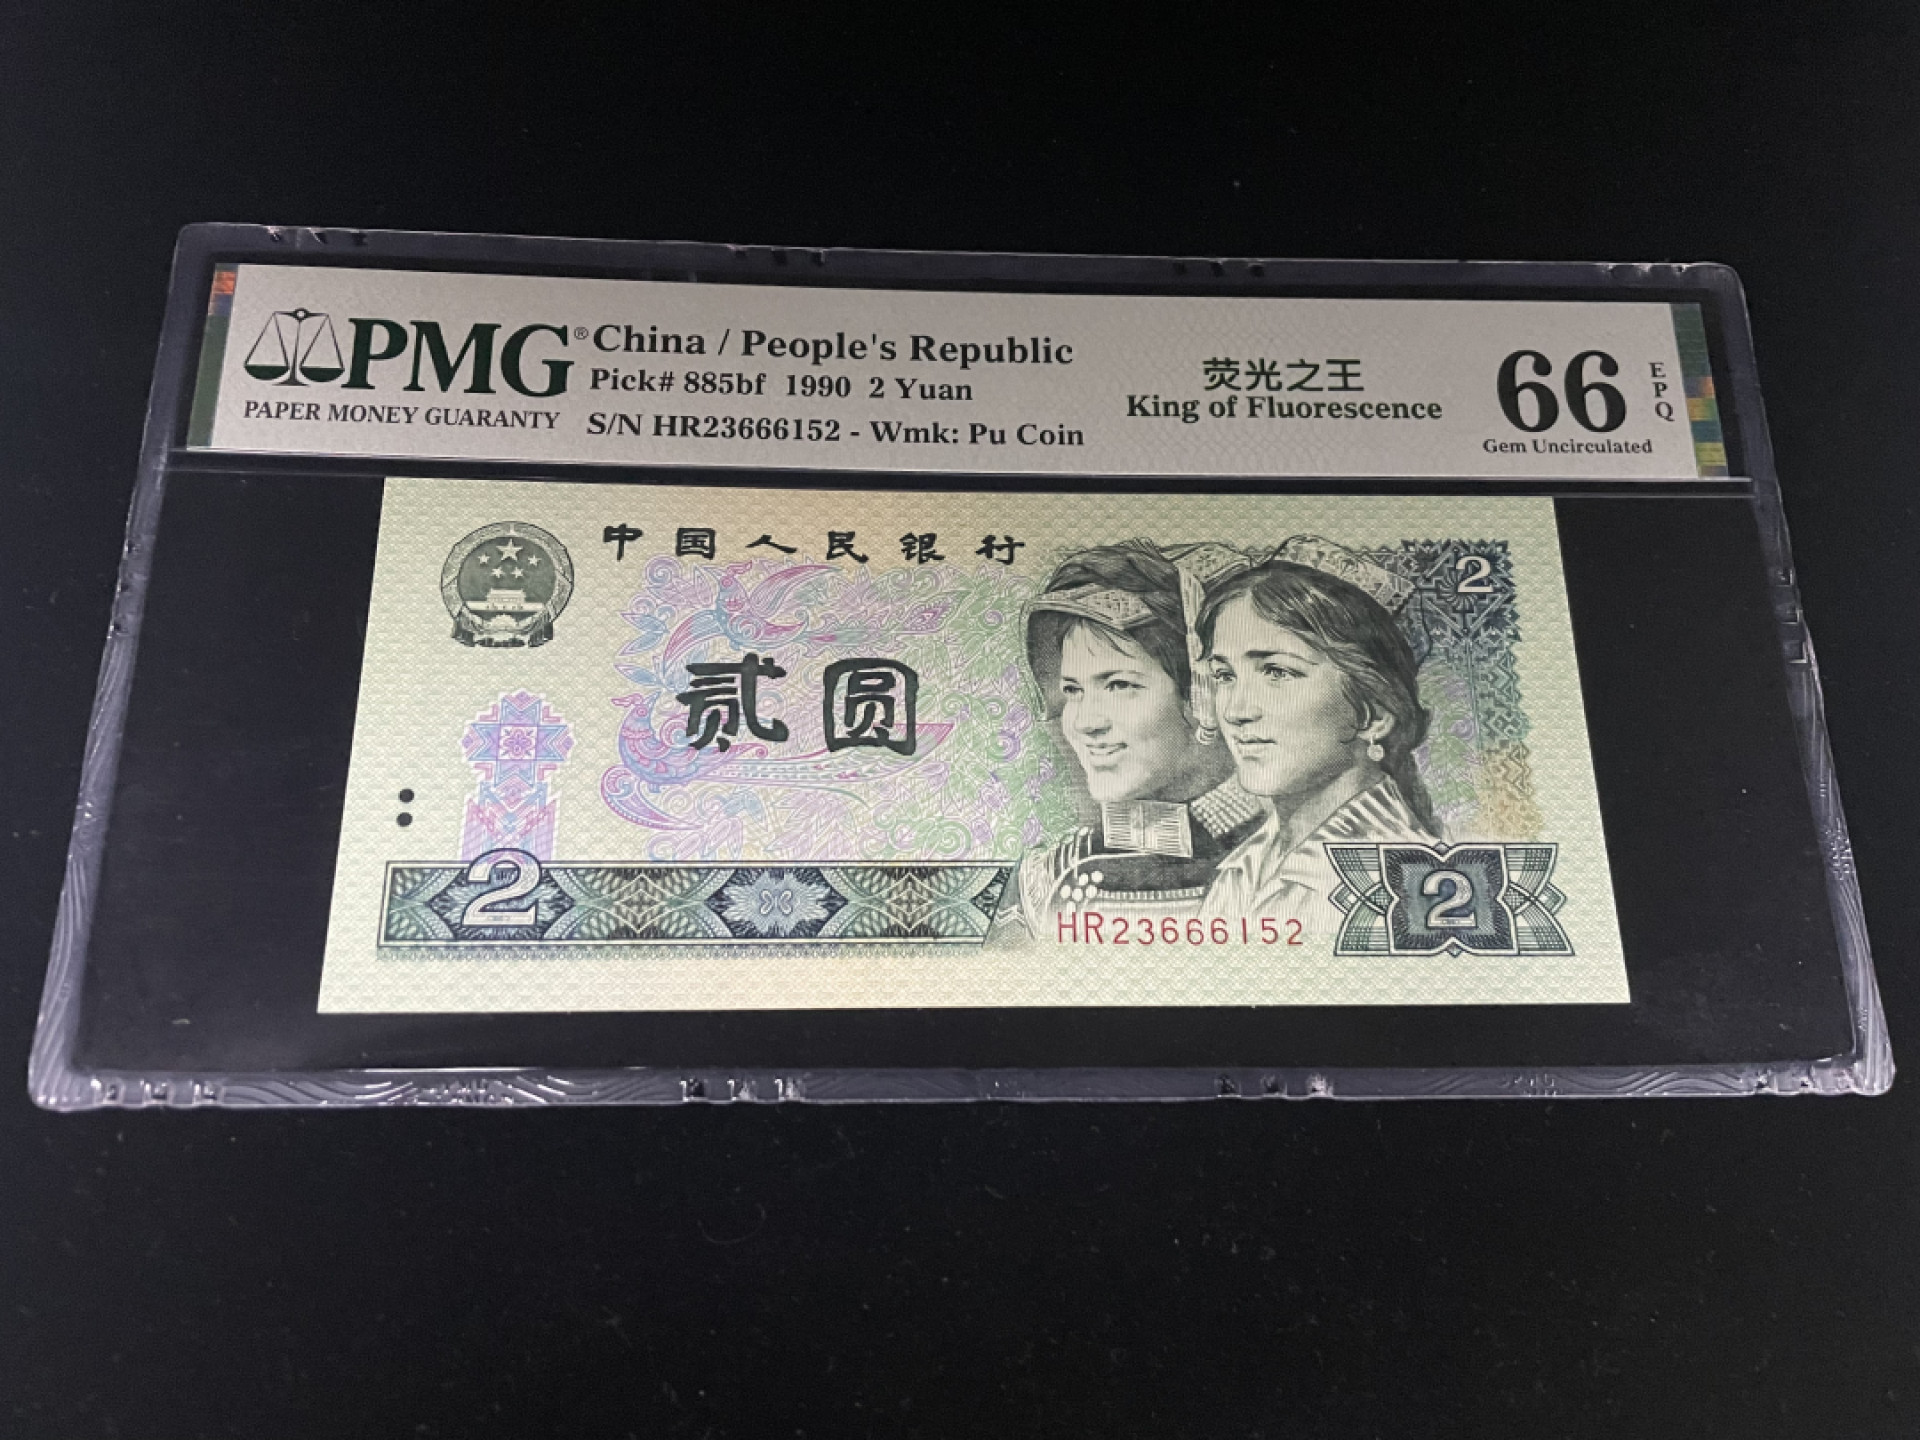 PMG®
PAPER MONEY GUARANTY
China / People's Republic
Pick# 885bf 1990 2 Yuan
S/N HR23666152 - Wmk: Pu Coin
荧光之王
King of Fluorescence
66
EPQ
Gem Uncirculated
中国人民银行
2
贰圆
2
2
HR23666152